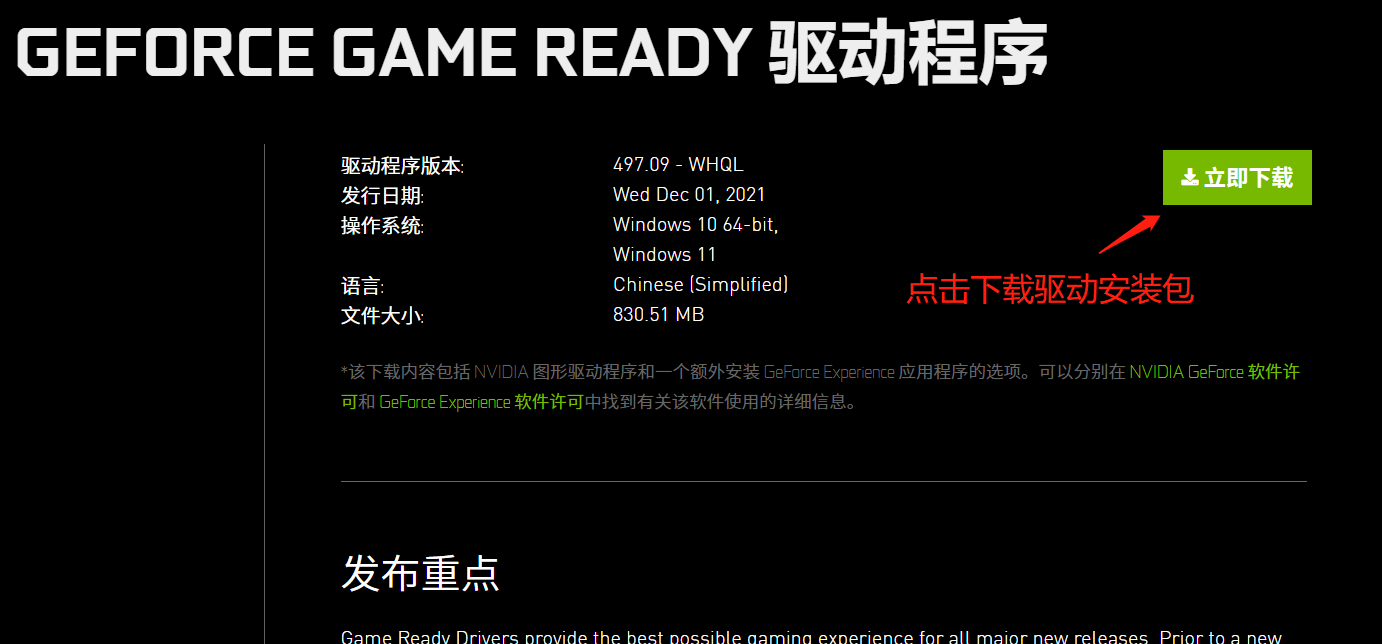 GEFORCE GAME READY 驱动程序
驱动程序版本: 497.09 - WHQL
立即下载
发行日期: Wed Dec 01, 2021
操作系统: Windows 10 64-bit,
Windows 11
语言: Chinese (Simplified)
点击下载驱动安装包
文件大小: 830.51 MB
*该下载内容包括 NVIDIA 图形驱动程序和一个额外安装 GeForce Experience 应用程序的选项。可以分别在 NVIDIA GeForce 软件许
可和 GeForce Experience 软件许可中找到有关该软件使用的详细信息。
发布重点
Game Ready Drivers provide the best possible gaming experience for all major new releases. Prior to a new